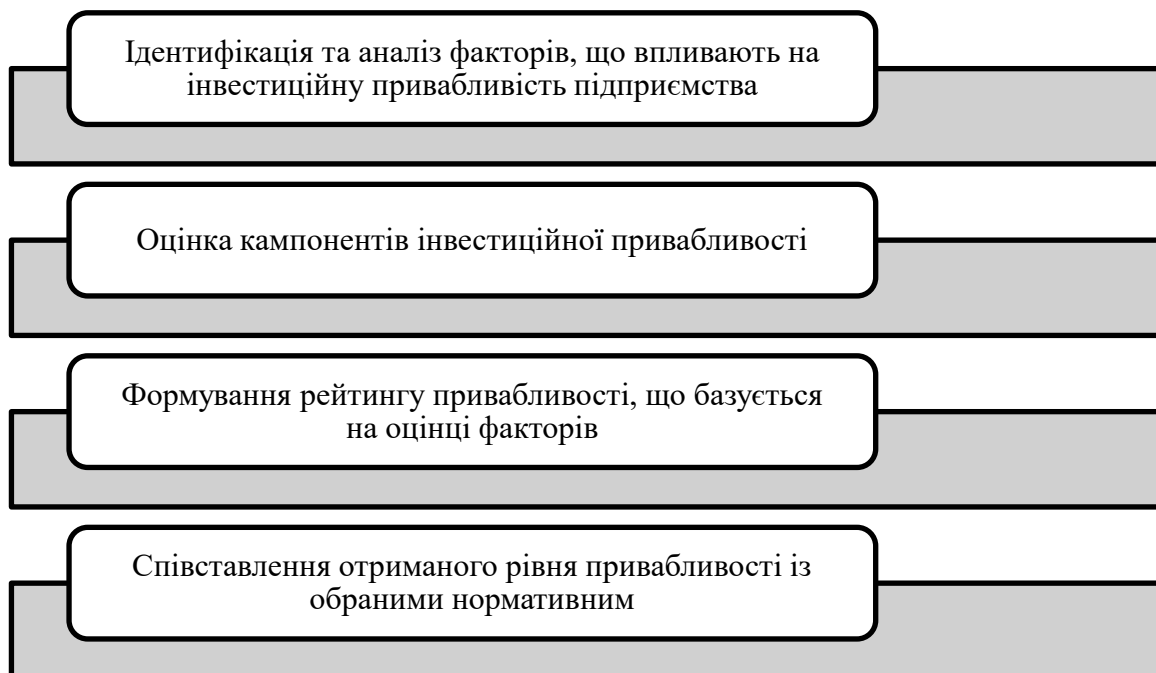 Ідентифікація та аналіз факторів, що впливають на
інвестиційну привабливість підприємства
Оцінка кампонентів інвестиційної привабливості
Формування рейтингу привабливості, що базується
на оцінці факторів
Співставлення отриманого рівня привабливості із
обраними нормативним